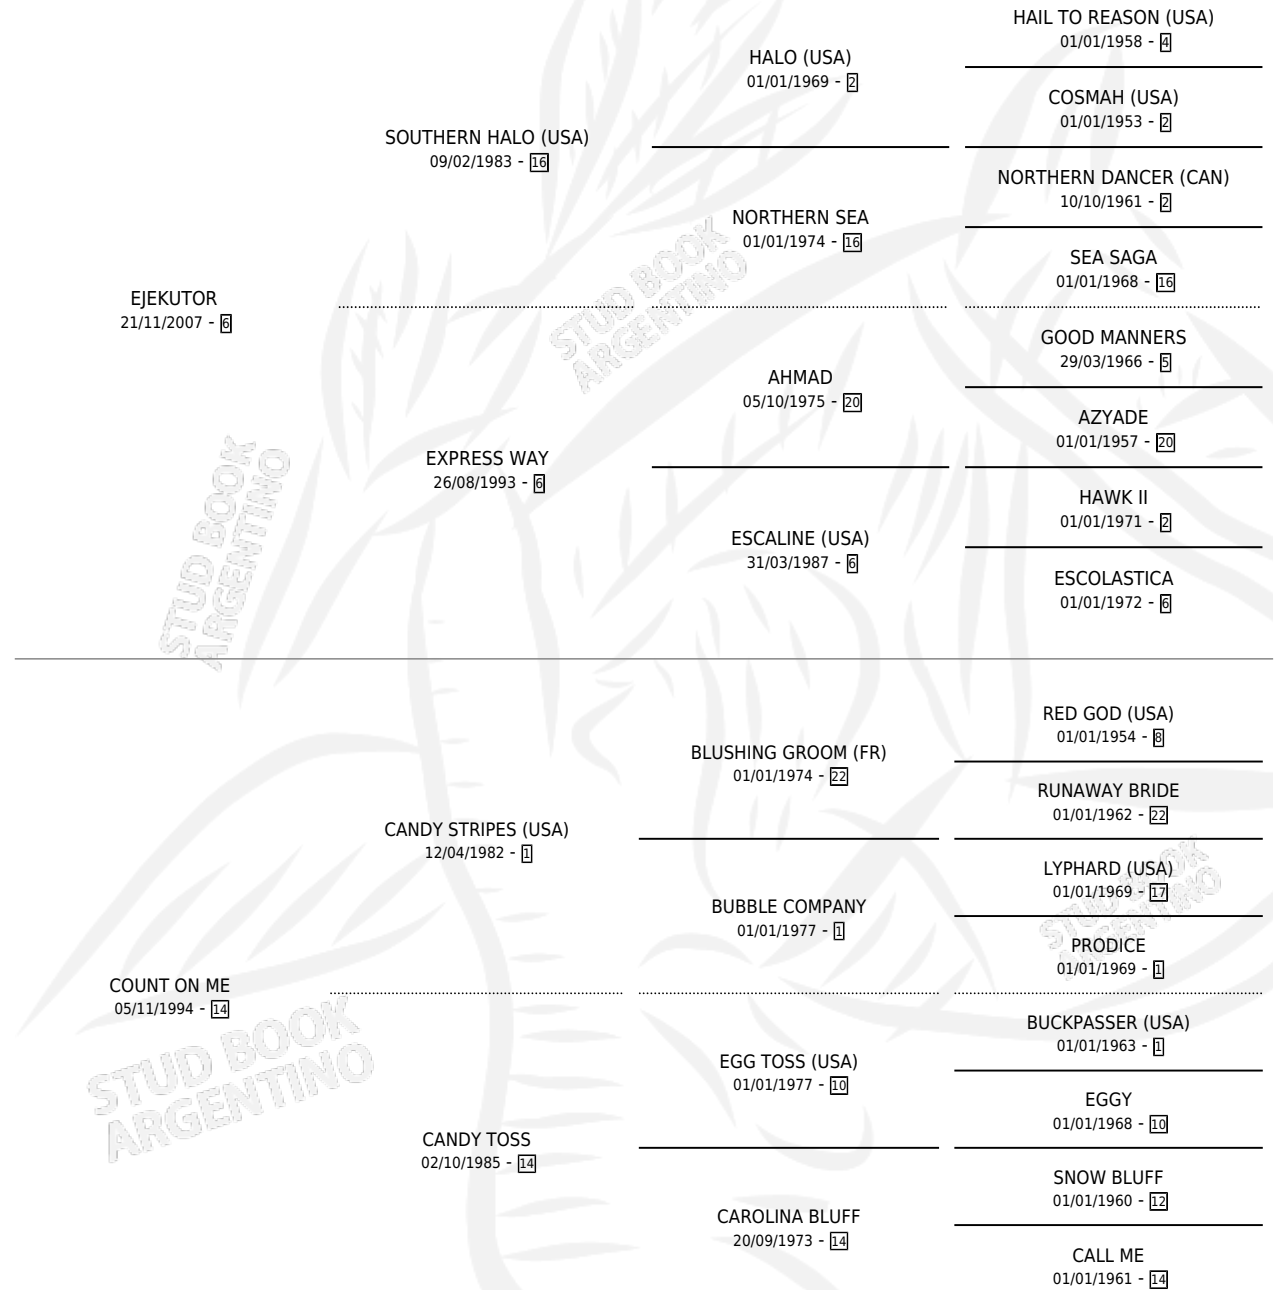 HAIL TO REASON (USA)
01/01/1958 - 4
HALO (USA)
01/01/1969 - 2
COSMAH (USA)
01/01/1953 - 2
SOUTHERN HALO (USA)
09/02/1983 - 16
NORTHERN DANCER (CAN)
10/10/1961 - 2
NORTHERN SEA
01/01/1974 - 16
SEA SAGA
01/01/1968 - 16
EJEKUTOR
21/11/2007 - 6
GOOD MANNERS
29/03/1966 - 5
AHMAD
05/10/1975 - 20
AZYADE
01/01/1957 - 20
EXPRESS WAY
26/08/1993 - 6
HAWK II
01/01/1971 - 2
ESCALINE (USA)
31/03/1987 - 6
ESCOLASTICA
01/01/1972 - 6
STUD BOOK
ARGENTINO
STUD BOOK
ARGENTINO
RED GOD (USA)
01/01/1954 - 8
BLUSHING GROOM (FR)
01/01/1974 - 22
RUNAWAY BRIDE
01/01/1962 - 22
CANDY STRIPES (USA)
12/04/1982 - 1
LYPHARD (USA)
01/01/1969 - 17
BUBBLE COMPANY
01/01/1977 - 1
PRODICE
01/01/1969 - 1
COUNT ON ME
05/11/1994 - 14
BUCKPASSER (USA)
01/01/1963 - 1
EGG TOSS (USA)
01/01/1977 - 10
EGGY
01/01/1968 - 10
CANDY TOSS
02/10/1985 - 14
SNOW BLUFF
01/01/1960 - 12
CAROLINA BLUFF
20/09/1973 - 14
CALL ME
01/01/1961 - 14
STUD BOOK
ARGENTINO
STUD BOOK
ARGENTINO